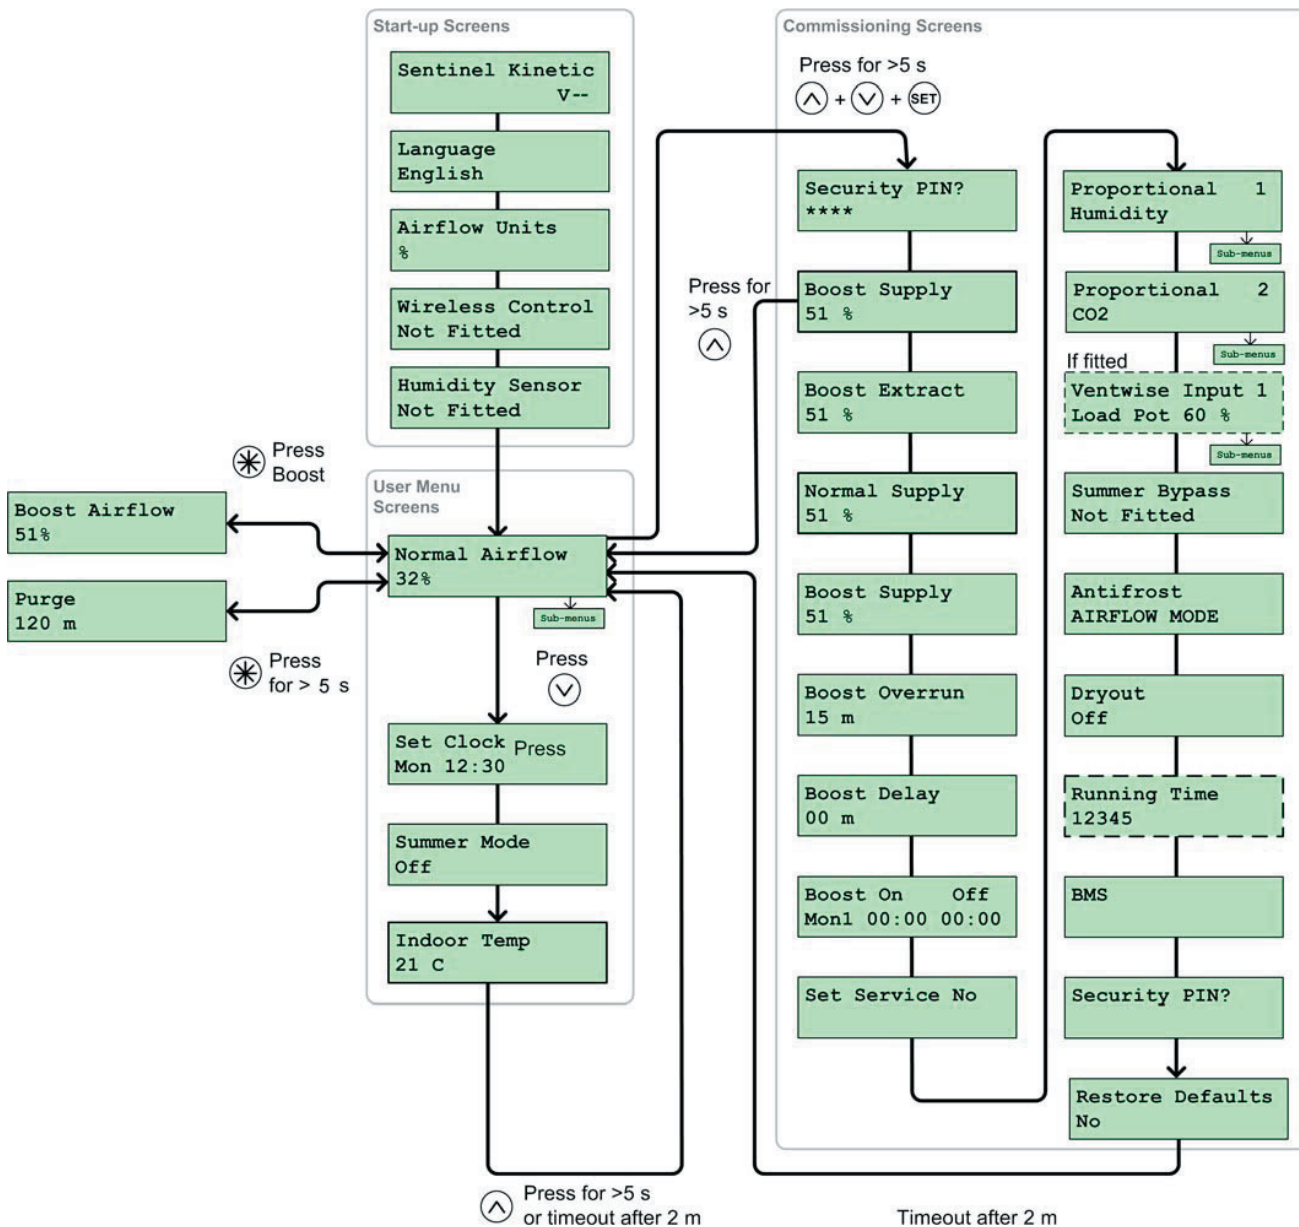 Start-up Screens
Sentinel Kinetic
V--
Language
English
Airflow Units
%
Wireless Control
Not Fitted
Humidity Sensor
Not Fitted
Press
Boost
Boost Airflow
51%
Purge
120 m
Press
for > 5 s
User Menu
Screens
Normal Airflow
32%
Sub-menus
Press
Set Clock
Mon 12:30
Press
Summer Mode
Off
Indoor Temp
21 C
Press for >5 s
or timeout after 2 m
Commissioning Screens
Press for >5 s
+ + SET
Security PIN?
****
Press for
>5 s
Boost Supply
51 %
Boost Extract
51 %
Normal Supply
51 %
Boost Supply
51 %
Boost Overrun
15 m
Boost Delay
00 m
Boost On Off
Mon1 00:00 00:00
Set Service No
Proportional 1
Humidity
Sub-menus
Proportional 2
CO2
Sub-menus
If fitted
Ventwise Input 1
Load Pot 60 %
Sub-menus
Summer Bypass
Not Fitted
Antifrost
AIRFLOW MODE
Dryout
Off
Running Time
12345
BMS
Security PIN?
Restore Defaults
No
Timeout after 2 m